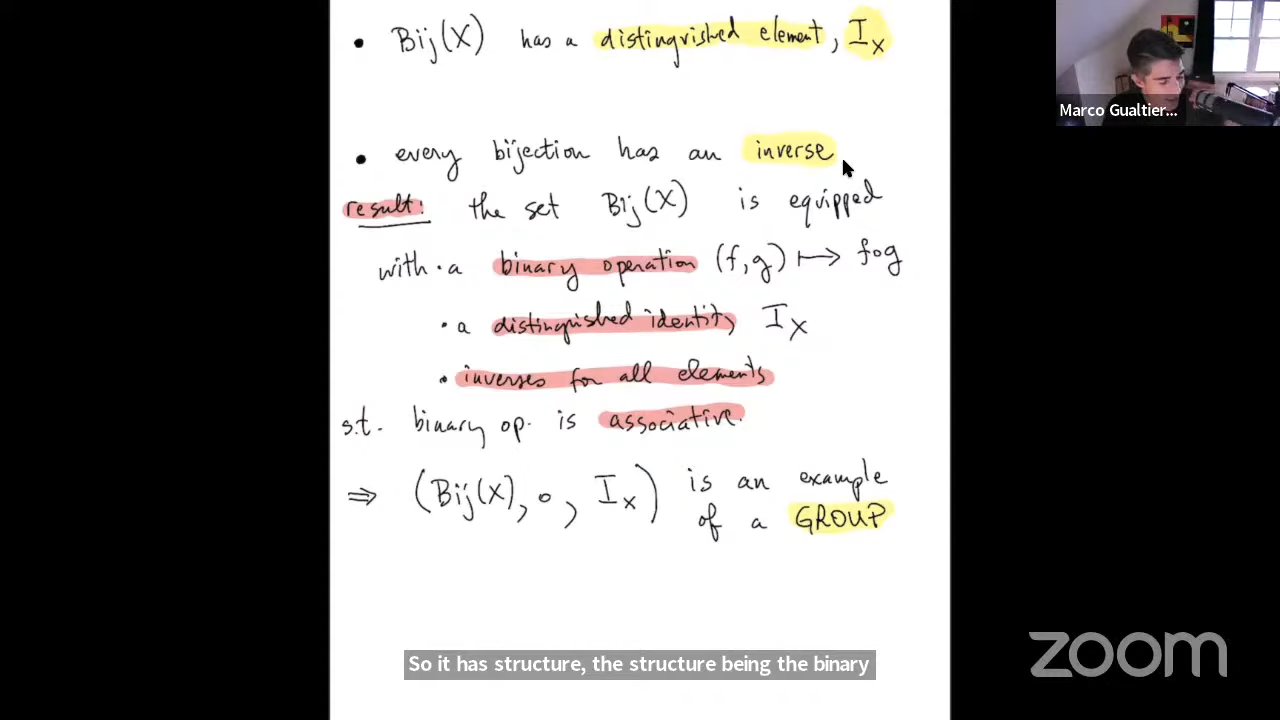 • Bij(X) has a distinguished element, I_X
Marco Gualtier...
• every bijection has an inverse
result: the set Bij(X) is equipped
with · a binary operation (f,g) ↦ f∘g
· a distinguished identity I_X
· inverses for all elements
s.t. binary op. is associative.
⇒ (Bij(X), ∘, I_X) is an example
of a GROUP
So it has structure, the structure being the binary
zoom